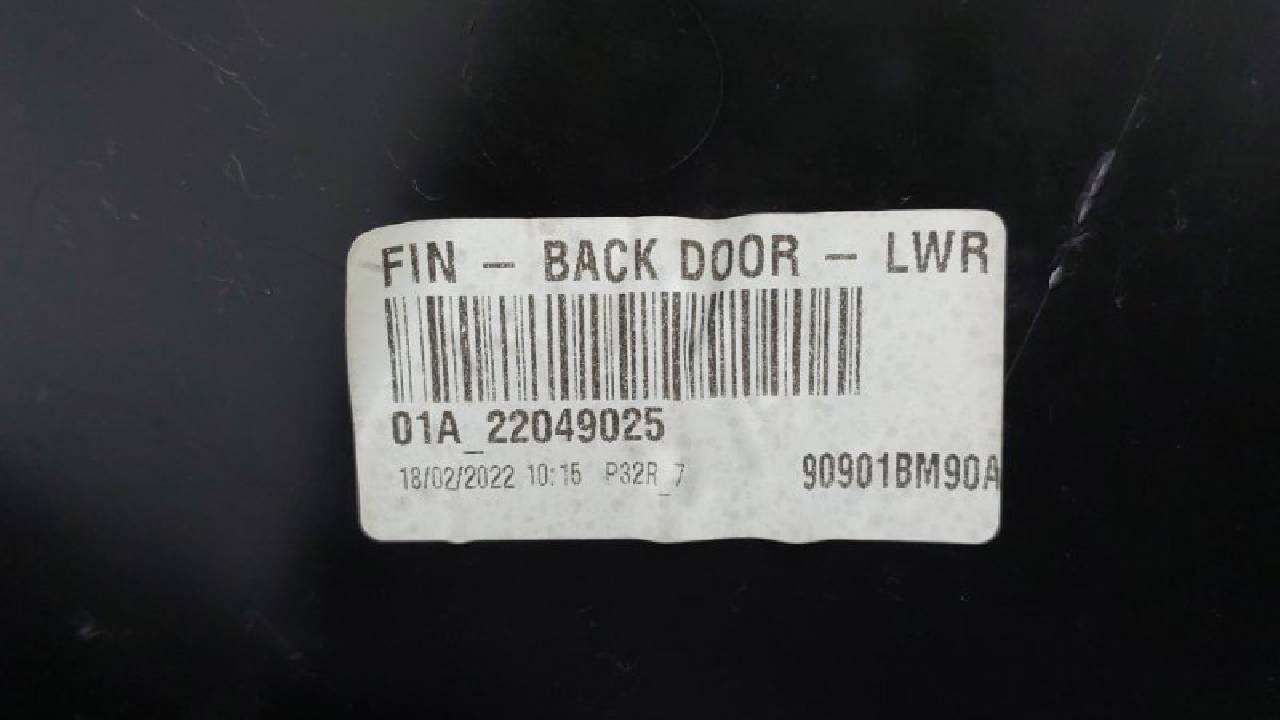 FIN - BACK DOOR - LWR
01A_22049025
18/02/2022 10:15 P32R_7
90901BM90A